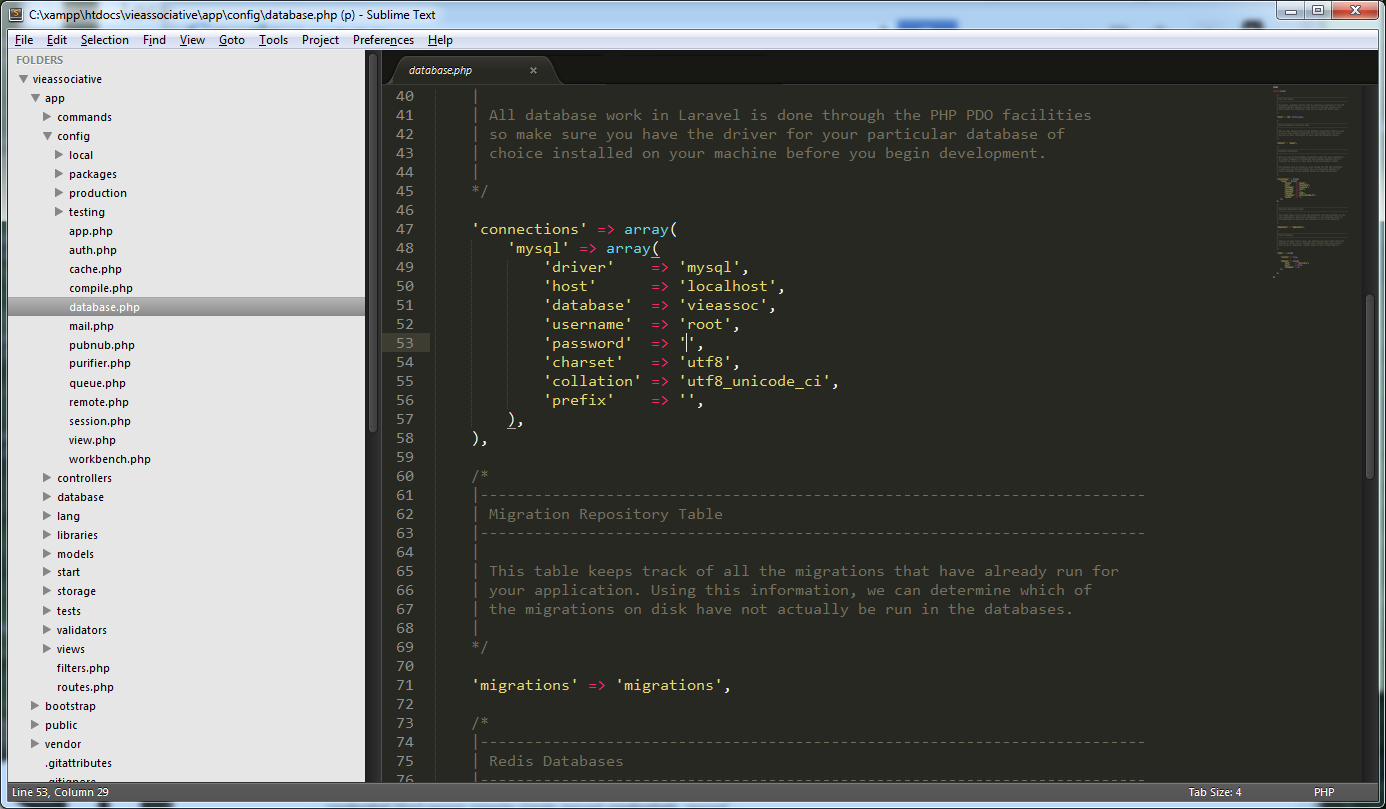 C:\xampp\htdocs\vieassociative\app\config\database.php (p) - Sublime Text
File Edit Selection Find View Goto Tools Project Preferences Help
FOLDERS
vieassociative
app
commands
config
local
packages
production
testing
app.php
auth.php
cache.php
compile.php
database.php
mail.php
pubnub.php
purifier.php
queue.php
remote.php
session.php
view.php
workbench.php
controllers
database
lang
libraries
models
start
storage
tests
validators
views
filters.php
routes.php
bootstrap
public
vendor
.gitattributes
.gitignore
database.php ×
40 |
41 | All database work in Laravel is done through the PHP PDO facilities
42 | so make sure you have the driver for your particular database of
43 | choice installed on your machine before you begin development.
44 |
45 */
46
47 'connections' => array(
48 'mysql' => array(
49 'driver' => 'mysql',
50 'host' => 'localhost',
51 'database' => 'vieassoc',
52 'username' => 'root',
53 'password' => '',
54 'charset' => 'utf8',
55 'collation' => 'utf8_unicode_ci',
56 'prefix' => '',
57 ),
58 ),
59
60 /*
61 |--------------------------------------------------------------------------
62 | Migration Repository Table
63 |--------------------------------------------------------------------------
64 |
65 | This table keeps track of all the migrations that have already run for
66 | your application. Using this information, we can determine which of
67 | the migrations on disk have not actually be run in the databases.
68 |
69 */
70
71 'migrations' => 'migrations',
72
73 /*
74 |--------------------------------------------------------------------------
75 | Redis Databases
76 |--------------------------------------------------------------------------
Line 53, Column 29 Tab Size: 4 PHP